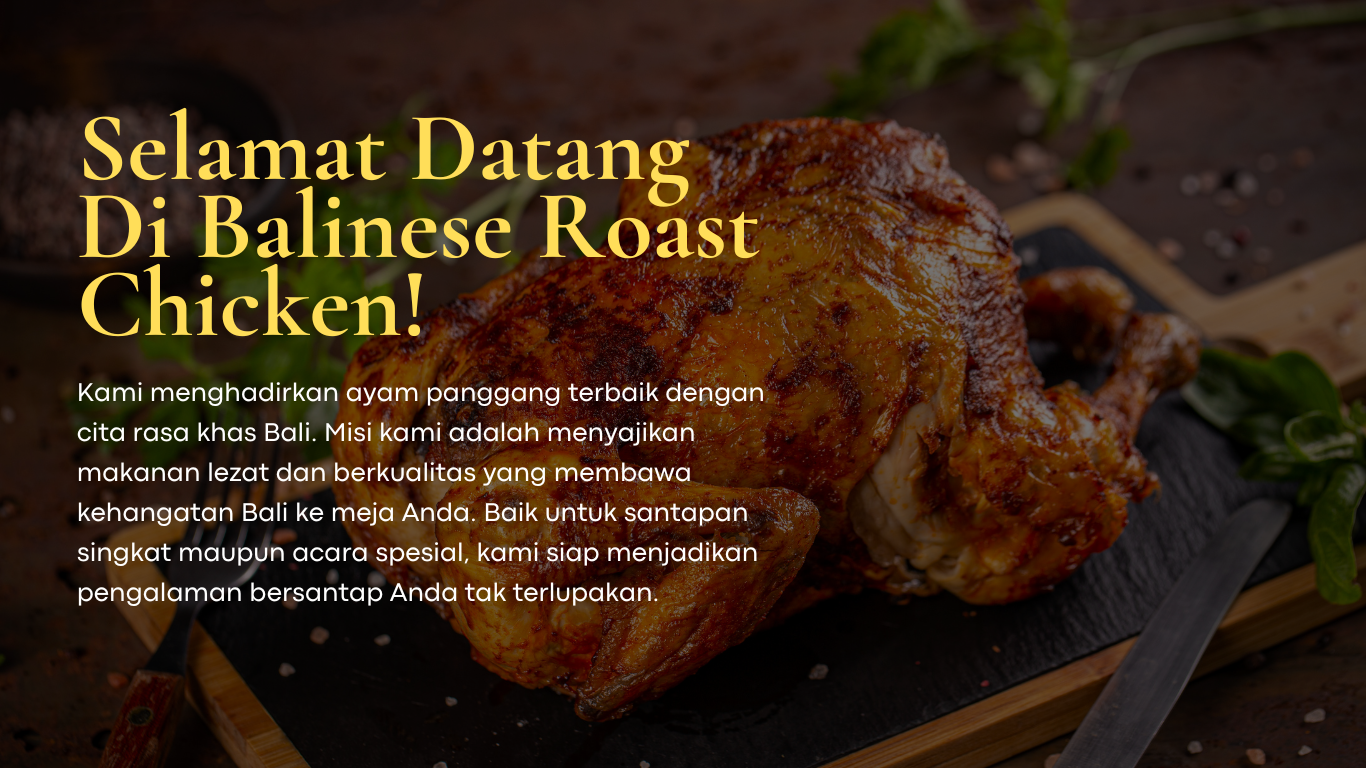 Selamat Datang
Di Balinese Roast
Chicken!
Kami menghadirkan ayam panggang terbaik dengan
cita rasa khas Bali. Misi kami adalah menyajikan
makanan lezat dan berkualitas yang membawa
kehangatan Bali ke meja Anda. Baik untuk santapan
singkat maupun acara spesial, kami siap menjadikan
pengalaman bersantap Anda tak terlupakan.